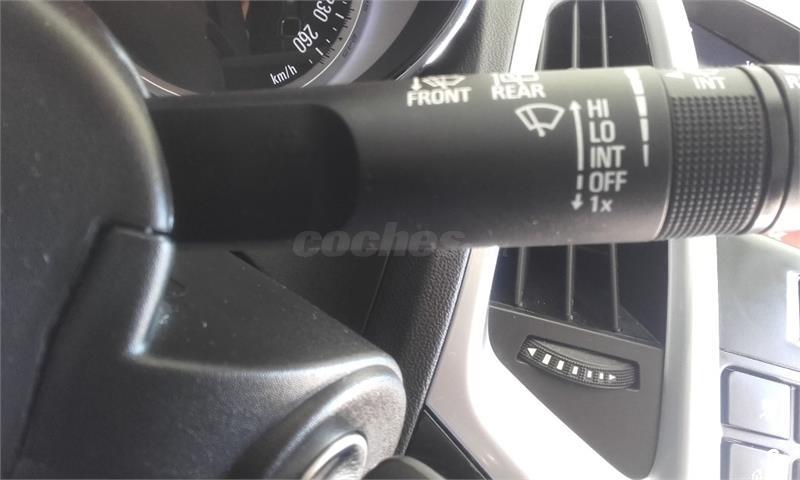 230
260
km/h
FRONT
REAR
INT
HI
LO
INT
OFF
1x
coches